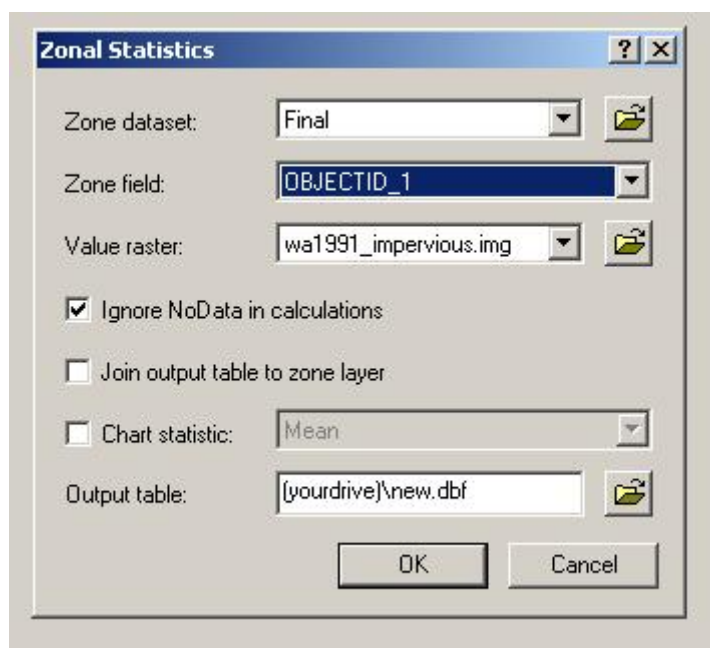 Zonal Statistics
Zone dataset: Final
Zone field: OBJECTID_1
Value raster: wa1991_impervious.img
Ignore NoData in calculations
Join output table to zone layer
Chart statistic: Mean
Output table: (yourdrive)\new.dbf
OK Cancel